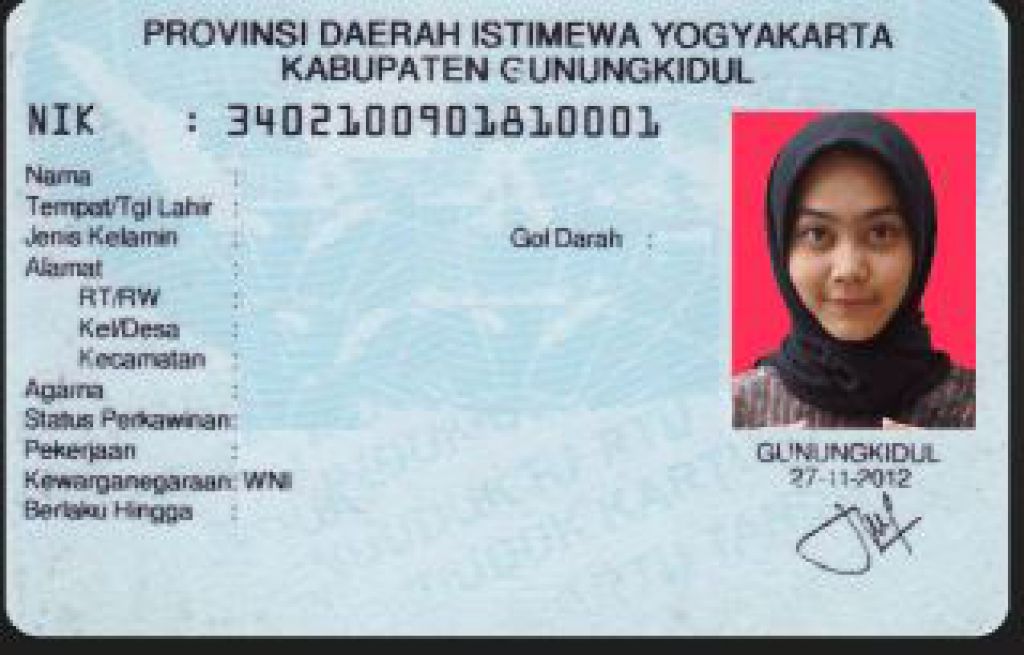 PROVINSI DAERAH ISTIMEWA YOGYAKARTA
KABUPATEN GUNUNGKIDUL
NIK : 3402100901810001
Nama :
Tempat/Tgl Lahir :
Jenis Kelamin : Gol Darah :
Alamat :
RT/RW :
Kel/Desa :
Kecamatan :
Agama :
Status Perkawinan:
Pekerjaan :
Kewarganegaraan: WNI
Berlaku Hingga :
GUNUNGKIDUL
27-11-2012